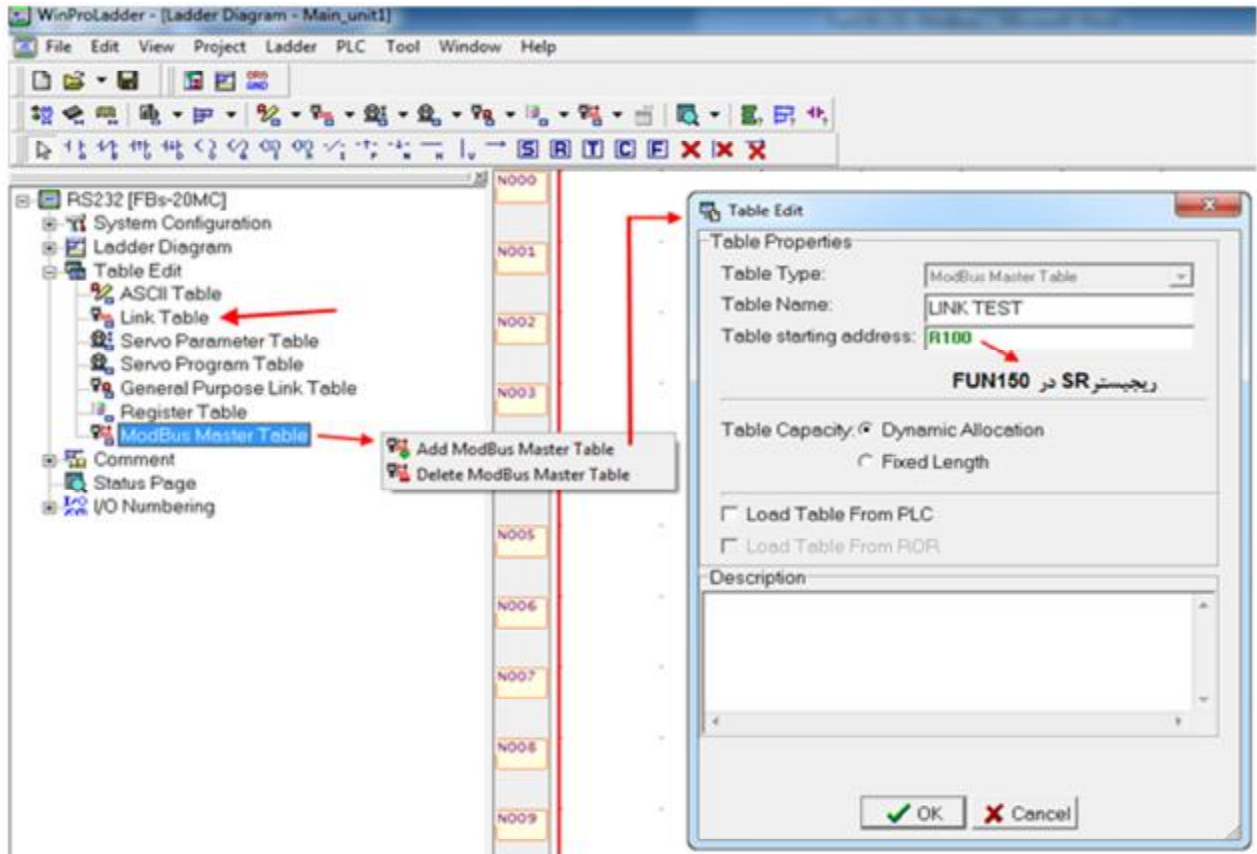 WinProLadder - [Ladder Diagram - Main_unit1]
File Edit View Project Ladder PLC Tool Window Help
ORG
GND
S R T C F
RS232 [FBs-20MC]
System Configuration
Ladder Diagram
Table Edit
ASCII Table
Link Table
Servo Parameter Table
Servo Program Table
General Purpose Link Table
Register Table
ModBus Master Table
Comment
Status Page
I/O Numbering
N000
N001
N002
N003
N005
N006
N007
N008
N009
Add ModBus Master Table
Delete ModBus Master Table
Table Edit
Table Properties
Table Type: ModBus Master Table
Table Name: LINK TEST
Table starting address: R100
ریجیستر SR در FUN150
Table Capacity: Dynamic Allocation
Fixed Length
Load Table From PLC
Load Table From ROR
Description
OK Cancel